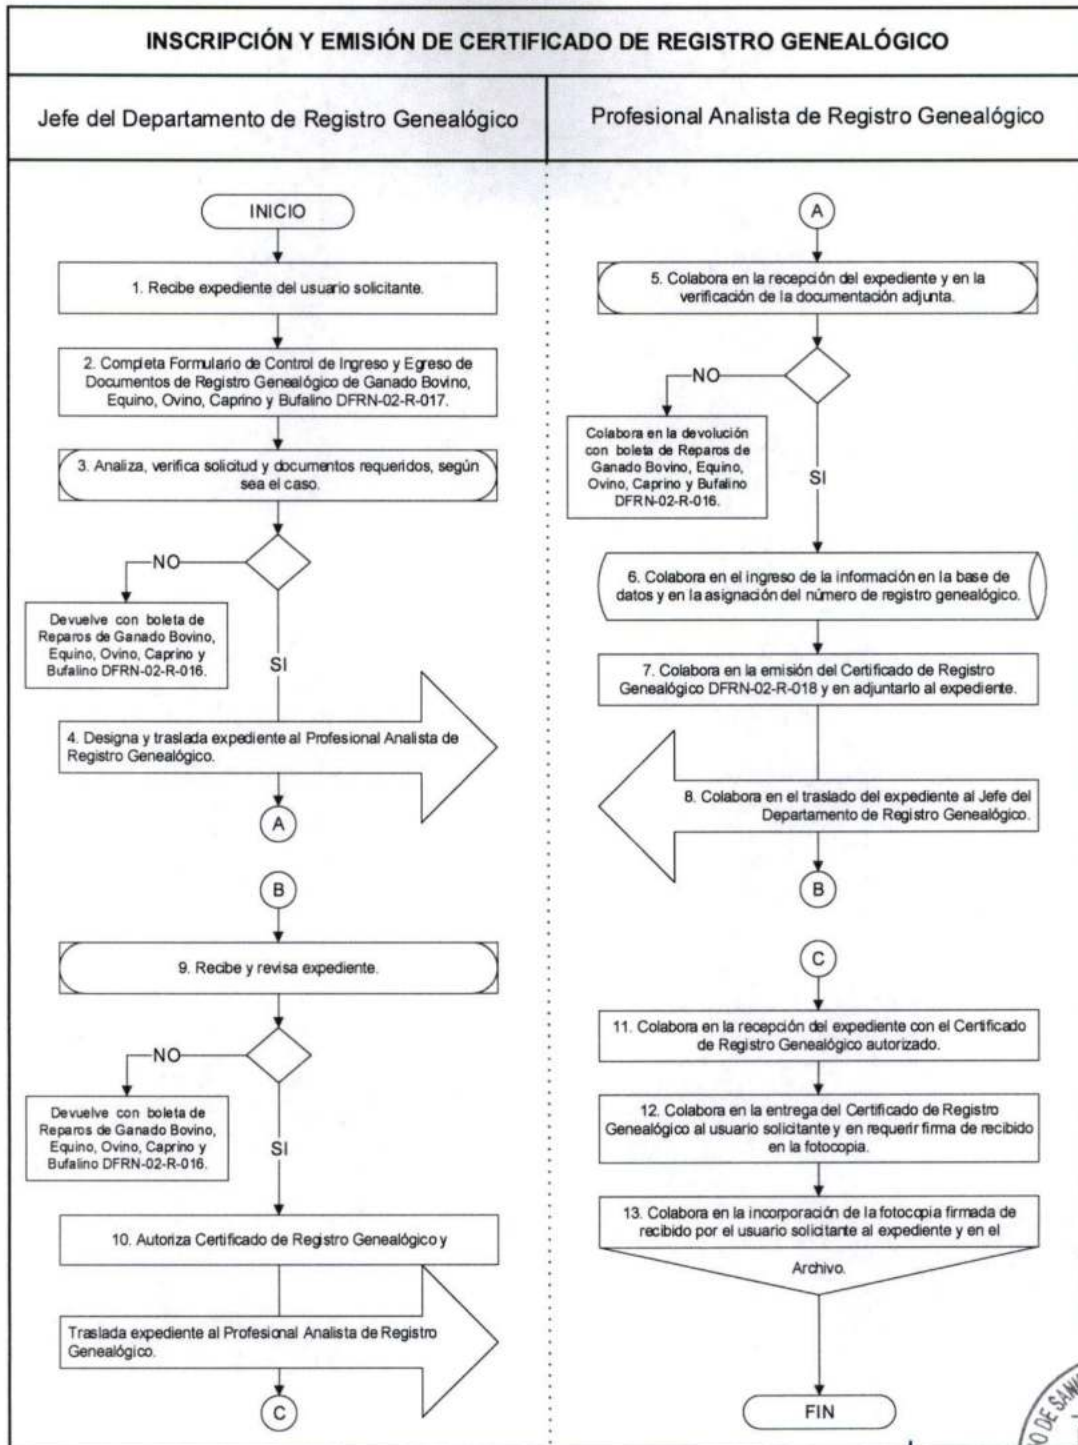 INSCRIPCIÓN Y EMISIÓN DE CERTIFICADO DE REGISTRO GENEALÓGICO
Jefe del Departamento de Registro Genealógico
Profesional Analista de Registro Genealógico
INICIO
1. Recibe expediente del usuario solicitante.
2. Completa Formulario de Control de Ingreso y Egreso de
Documentos de Registro Genealógico de Ganado Bovino,
Equino, Ovino, Caprino y Bufalino DFRN-02-R-017.
3. Analiza, verifica solicitud y documentos requeridos, según
sea el caso.
NO
Devuelve con boleta de
Reparos de Ganado Bovino,
Equino, Ovino, Caprino y
Bufalino DFRN-02-R-016.
SI
4. Designa y traslada expediente al Profesional Analista de
Registro Genealógico.
A
A
5. Colabora en la recepción del expediente y en la
verificación de la documentación adjunta.
NO
Colabora en la devolución
con boleta de Reparos de
Ganado Bovino, Equino,
Ovino, Caprino y Bufalino
DFRN-02-R-016.
SI
6. Colabora en el ingreso de la información en la base de
datos y en la asignación del número de registro genealógico.
7. Colabora en la emisión del Certificado de Registro
Genealógico DFRN-02-R-018 y en adjuntarlo al expediente.
8. Colabora en el traslado del expediente al Jefe del
Departamento de Registro Genealógico.
B
B
9. Recibe y revisa expediente.
NO
Devuelve con boleta de
Reparos de Ganado Bovino,
Equino, Ovino, Caprino y
Bufalino DFRN-02-R-016.
SI
10. Autoriza Certificado de Registro Genealógico y
Traslada expediente al Profesional Analista de Registro
Genealógico.
C
C
11. Colabora en la recepción del expediente con el Certificado
de Registro Genealógico autorizado.
12. Colabora en la entrega del Certificado de Registro
Genealógico al usuario solicitante y en requerir firma de recibido
en la fotocopia.
13. Colabora en la incorporación de la fotocopia firmada de
recibido por el usuario solicitante al expediente y en el
Archivo.
FIN
DE